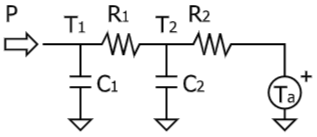 P
T1 R1 T2 R2
C1 C2
Ta +